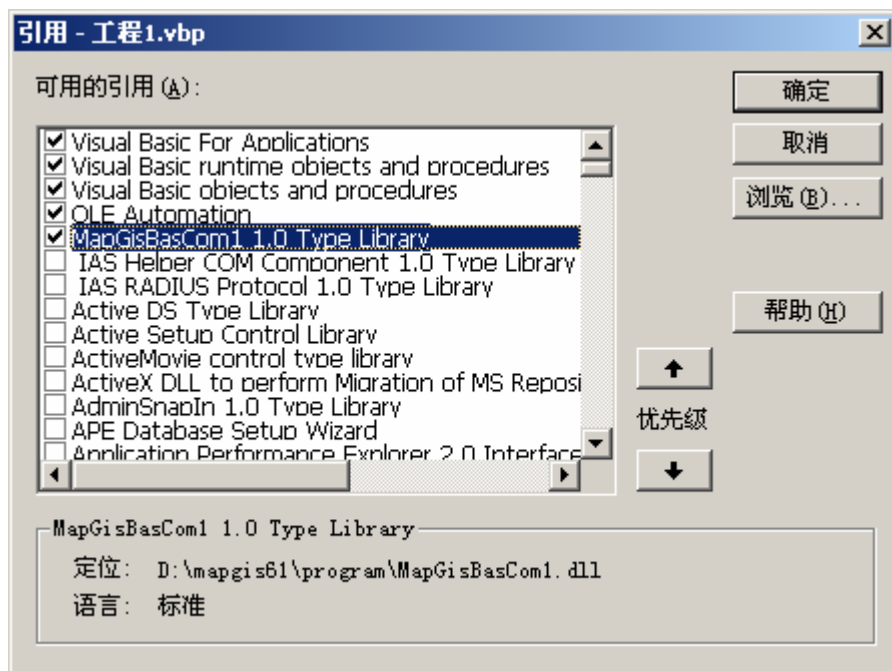 引用 - 工程1.vbp
可用的引用(A):
Visual Basic For Applications
Visual Basic runtime objects and procedures
Visual Basic objects and procedures
OLE Automation
MapGisBasCom1 1.0 Type Library
IAS Helper COM Component 1.0 Type Library
IAS RADIUS Protocol 1.0 Type Library
Active DS Type Library
Active Setup Control Library
ActiveMovie control type library
ActiveX DLL to perform Migration of MS Reposi
AdminSnapIn 1.0 Type Library
APE Database Setup Wizard
Application Performance Explorer 2.0 Interface
确定
取消
浏览(B)...
帮助(H)
优先级
MapGisBasCom1 1.0 Type Library
定位: D:\mapgis61\program\MapGisBasCom1.dll
语言: 标准